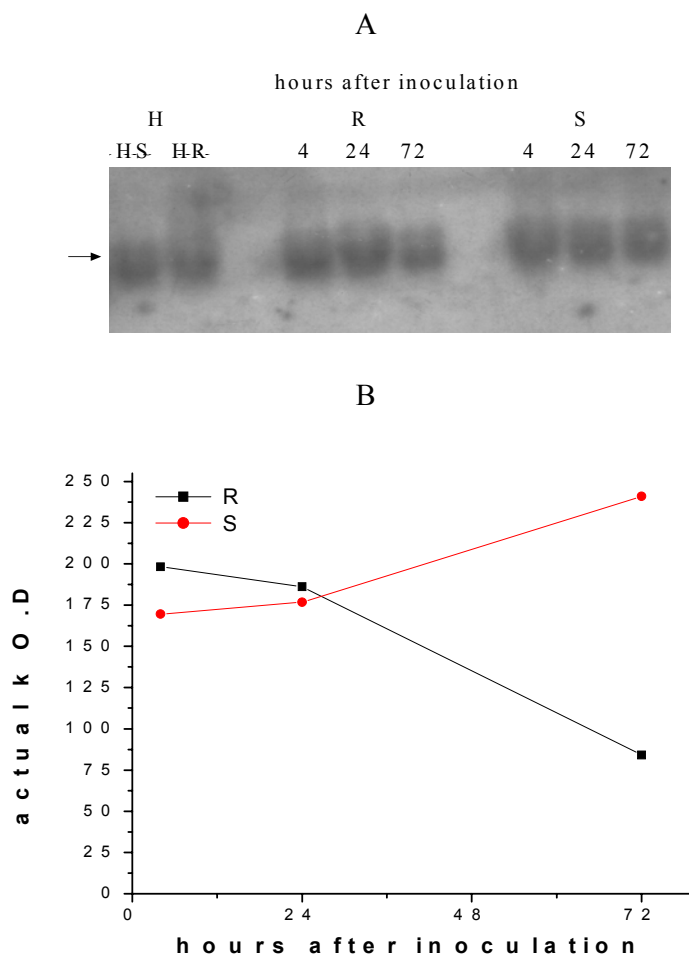 A
hours after inoculation
H R S
H-S H-R 4 24 72 4 24 72
B
250
225
200
175
150
125
100
75
50
25
0
R
S
actualk O.D
0 24 48 72
hours after inoculation